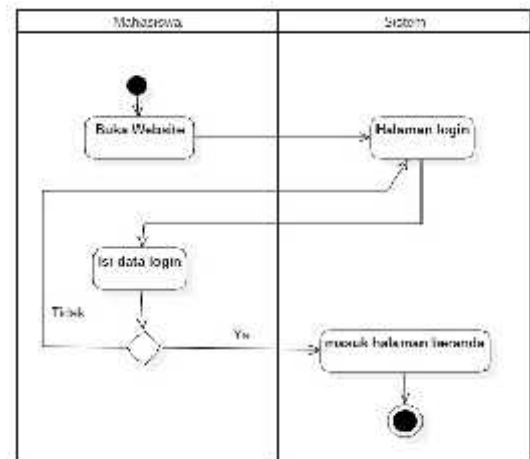 Mahasiswa
Sistem
Buka Website
Halaman login
Isi data login
Tidak
Ya
masuk halaman beranda